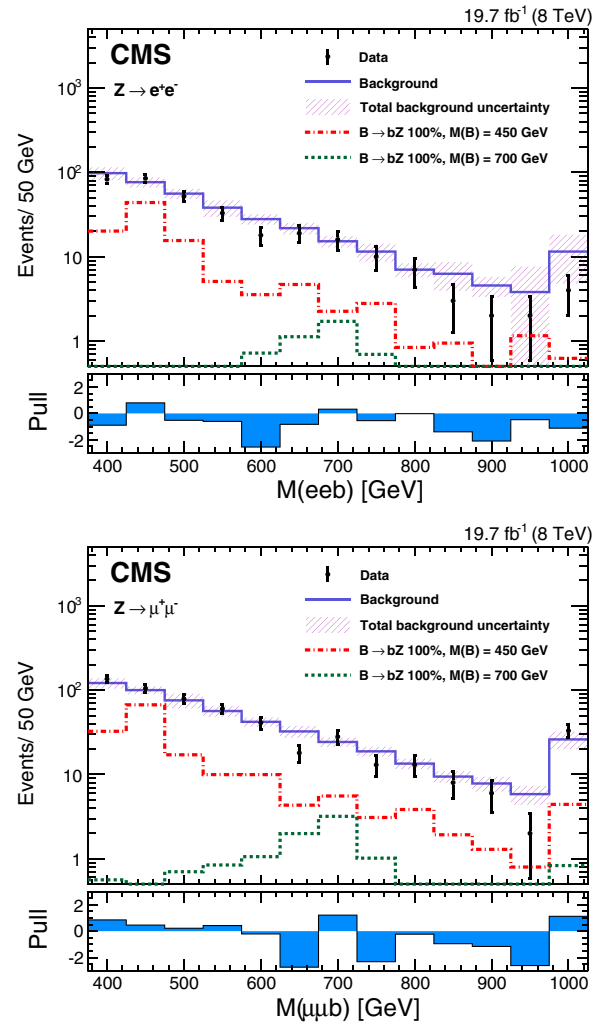 19.7 fb⁻¹ (8 TeV)
CMS
Z → e⁺e⁻
Data
Background
Total background uncertainty
B → bZ 100%, M(B) = 450 GeV
B → bZ 100%, M(B) = 700 GeV
Events/ 50 GeV
10³
10²
10
1
Pull
2
0
-2
400 500 600 700 800 900 1000
M(eeb) [GeV]
19.7 fb⁻¹ (8 TeV)
CMS
Z → μ⁺μ⁻
Data
Background
Total background uncertainty
B → bZ 100%, M(B) = 450 GeV
B → bZ 100%, M(B) = 700 GeV
Events/ 50 GeV
10³
10²
10
1
Pull
2
0
-2
400 500 600 700 800 900 1000
M(μμb) [GeV]